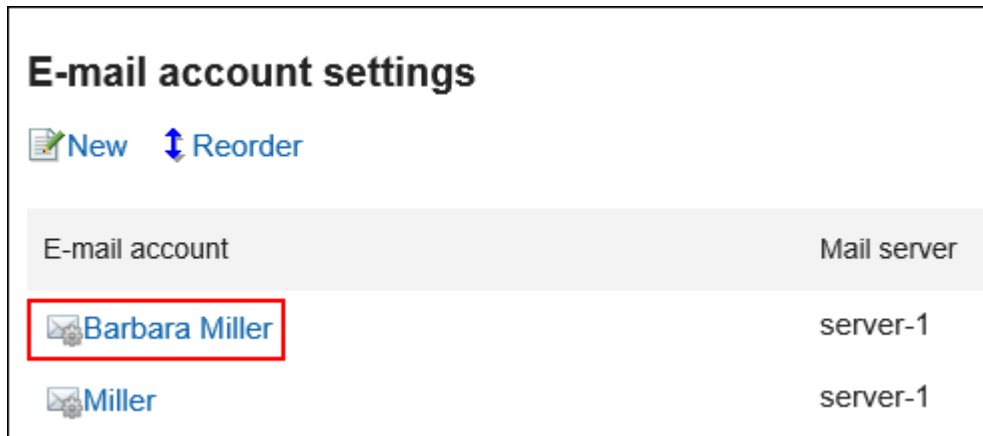 E-mail account settings
New Reorder
E-mail account Mail server
Barbara Miller server-1
Miller server-1